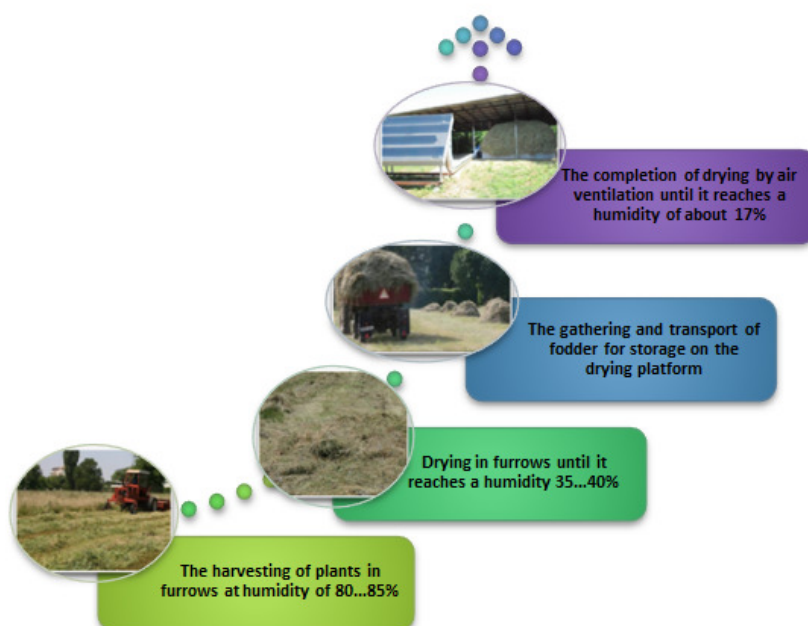 The completion of drying by air
ventilation until it reaches a
humidity of about 17%
The gathering and transport of
fodder for storage on the
drying platform
Drying in furrows until it
reaches a humidity 35...40%
The harvesting of plants in
furrows at humidity of 80...85%